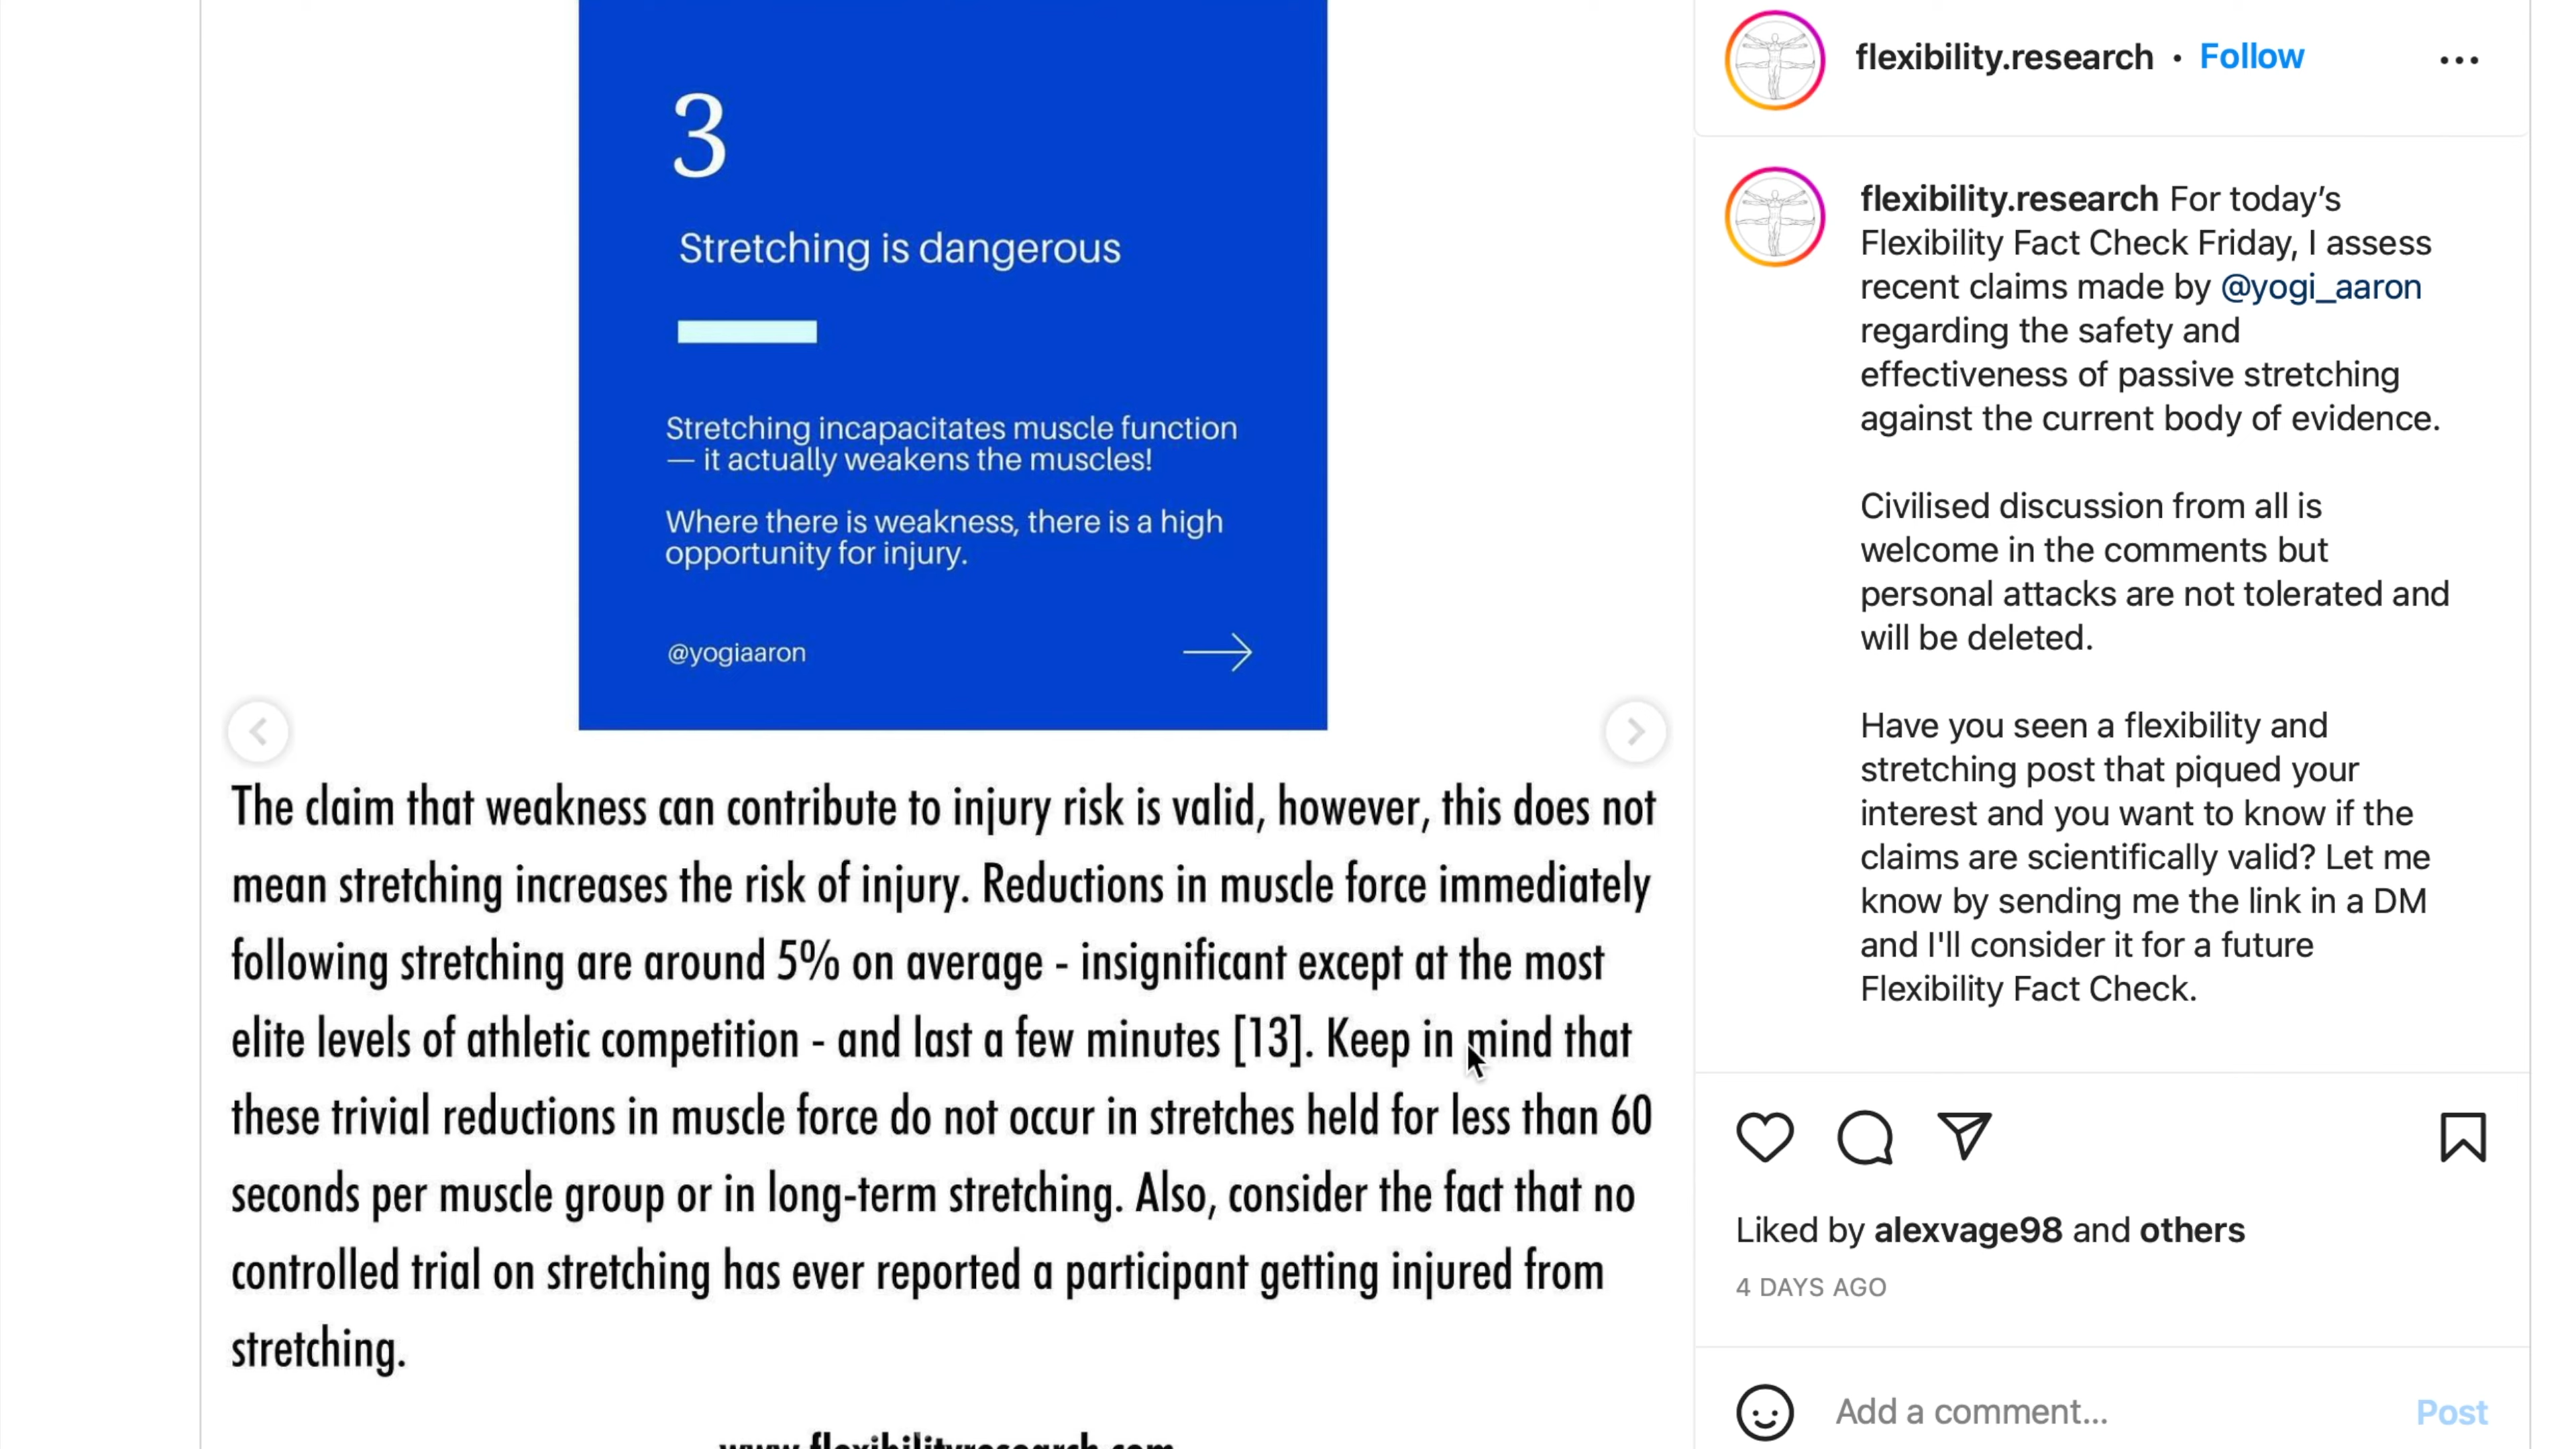 3
Stretching is dangerous
Stretching incapacitates muscle function
— it actually weakens the muscles!
Where there is weakness, there is a high
opportunity for injury.
@yogiaaron
The claim that weakness can contribute to injury risk is valid, however, this does not
mean stretching increases the risk of injury. Reductions in muscle force immediately
following stretching are around 5% on average - insignificant except at the most
elite levels of athletic competition - and last a few minutes [13]. Keep in mind that
these trivial reductions in muscle force do not occur in stretches held for less than 60
seconds per muscle group or in long-term stretching. Also, consider the fact that no
controlled trial on stretching has ever reported a participant getting injured from
stretching.
www.flexibilityresearch.com
flexibility.research • Follow
flexibility.research For today’s
Flexibility Fact Check Friday, I assess
recent claims made by @yogi_aaron
regarding the safety and
effectiveness of passive stretching
against the current body of evidence.
Civilised discussion from all is
welcome in the comments but
personal attacks are not tolerated and
will be deleted.
Have you seen a flexibility and
stretching post that piqued your
interest and you want to know if the
claims are scientifically valid? Let me
know by sending me the link in a DM
and I'll consider it for a future
Flexibility Fact Check.
Liked by alexvage98 and others
4 DAYS AGO
Add a comment...
Post